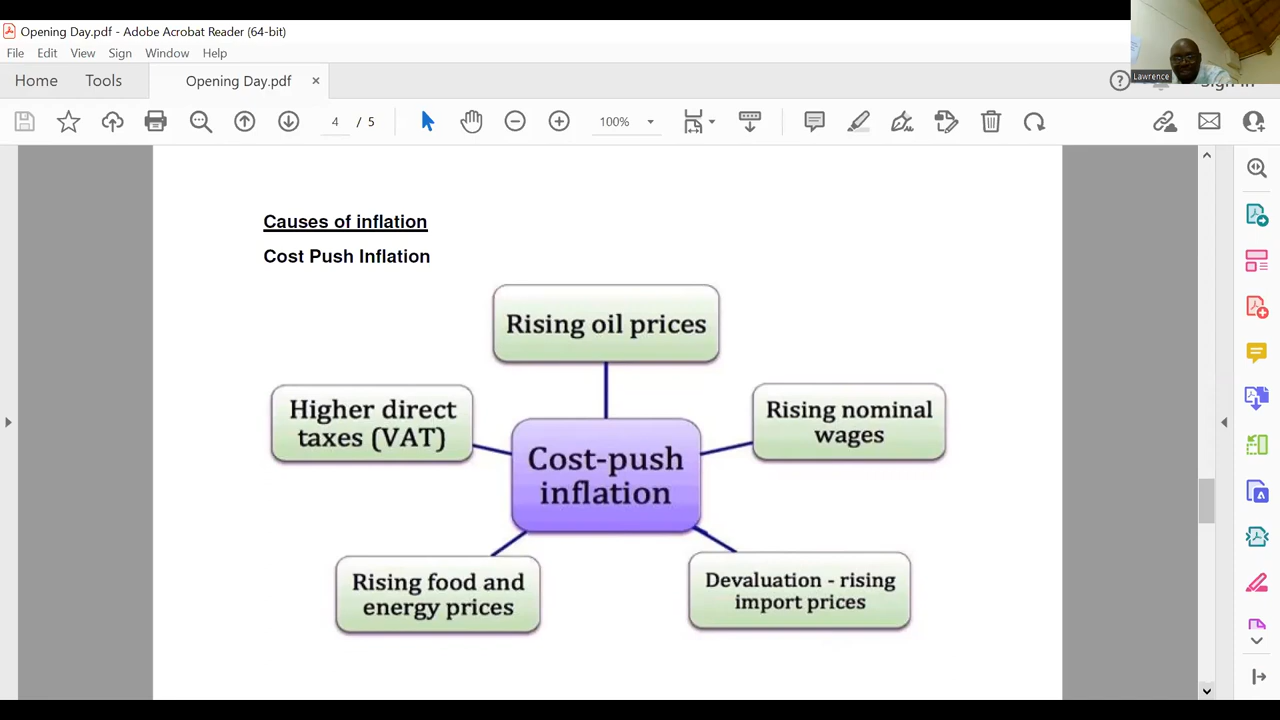 Opening Day.pdf - Adobe Acrobat Reader (64-bit)
Lawrence
File Edit View Sign Window Help
Home Tools Opening Day.pdf ×
4 / 5 100%
Causes of inflation
Cost Push Inflation
Rising oil prices
Higher direct
taxes (VAT)
Rising nominal
wages
Cost-push
inflation
Rising food and
energy prices
Devaluation - rising
import prices